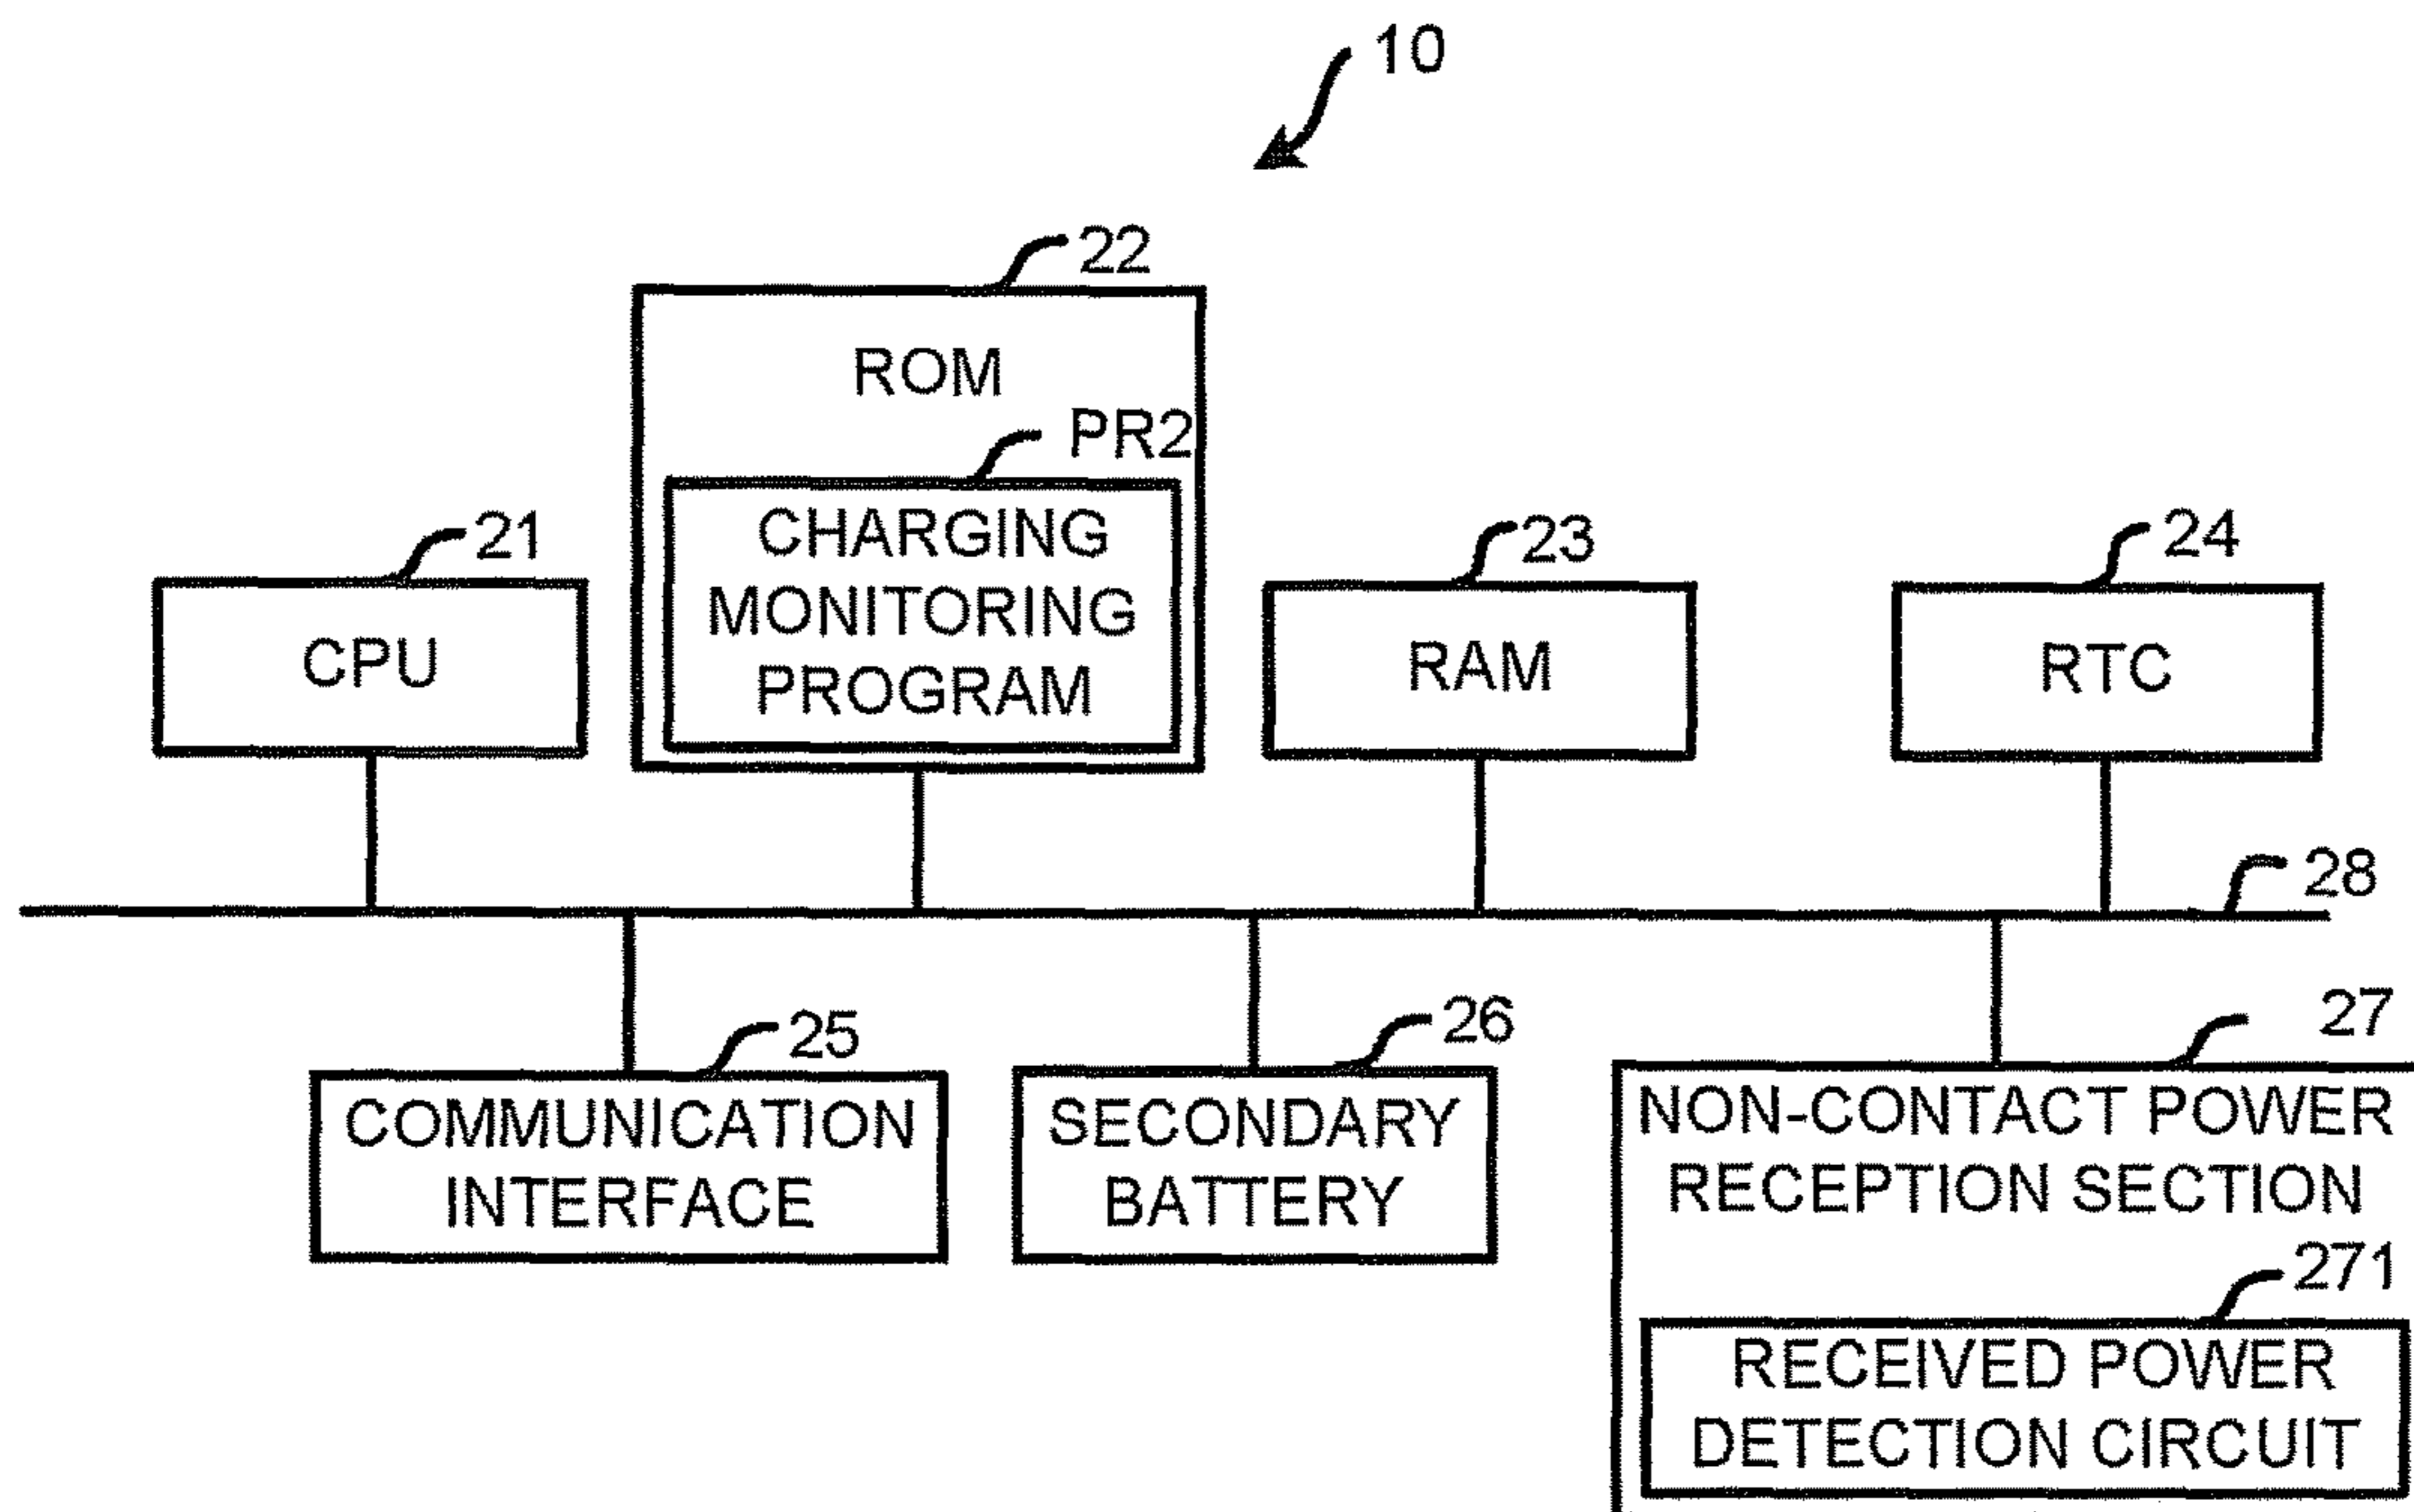 10
22
ROM
PR2
CHARGING
MONITORING
PROGRAM
21
CPU
23
RAM
24
RTC
28
25
COMMUNICATION
INTERFACE
26
SECONDARY
BATTERY
27
NON-CONTACT POWER
RECEPTION SECTION
271
RECEIVED POWER
DETECTION CIRCUIT